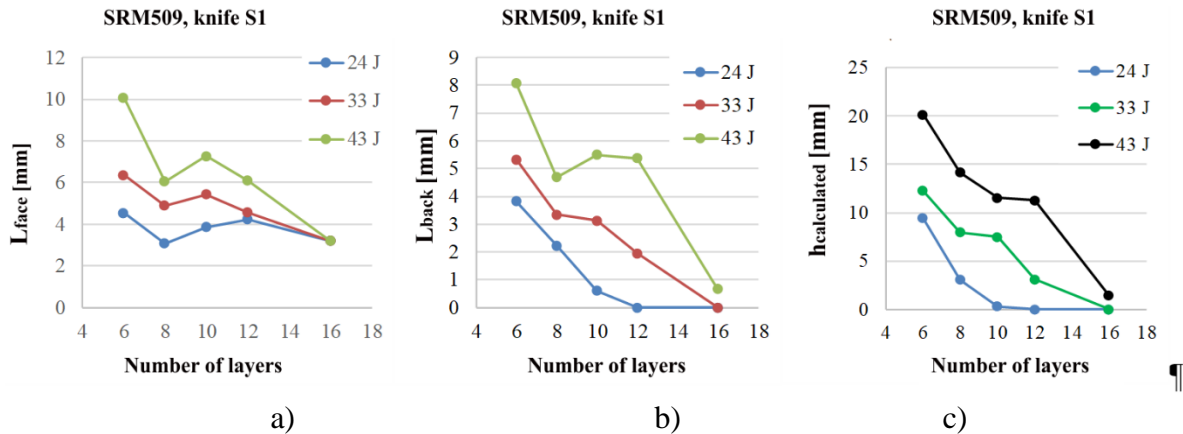 SRM509, knife S1
12
10
8
6
4
2
0
4 6 8 10 12 14 16 18
Lface [mm]
Number of layers
24 J
33 J
43 J
a)
SRM509, knife S1
9
8
7
6
5
4
3
2
1
0
4 6 8 10 12 14 16 18
Lback [mm]
Number of layers
24 J
33 J
43 J
b)
SRM509, knife S1
25
20
15
10
5
0
4 6 8 10 12 14 16 18
hcalculated [mm]
Number of layers
24 J
33 J
43 J
c)
¶